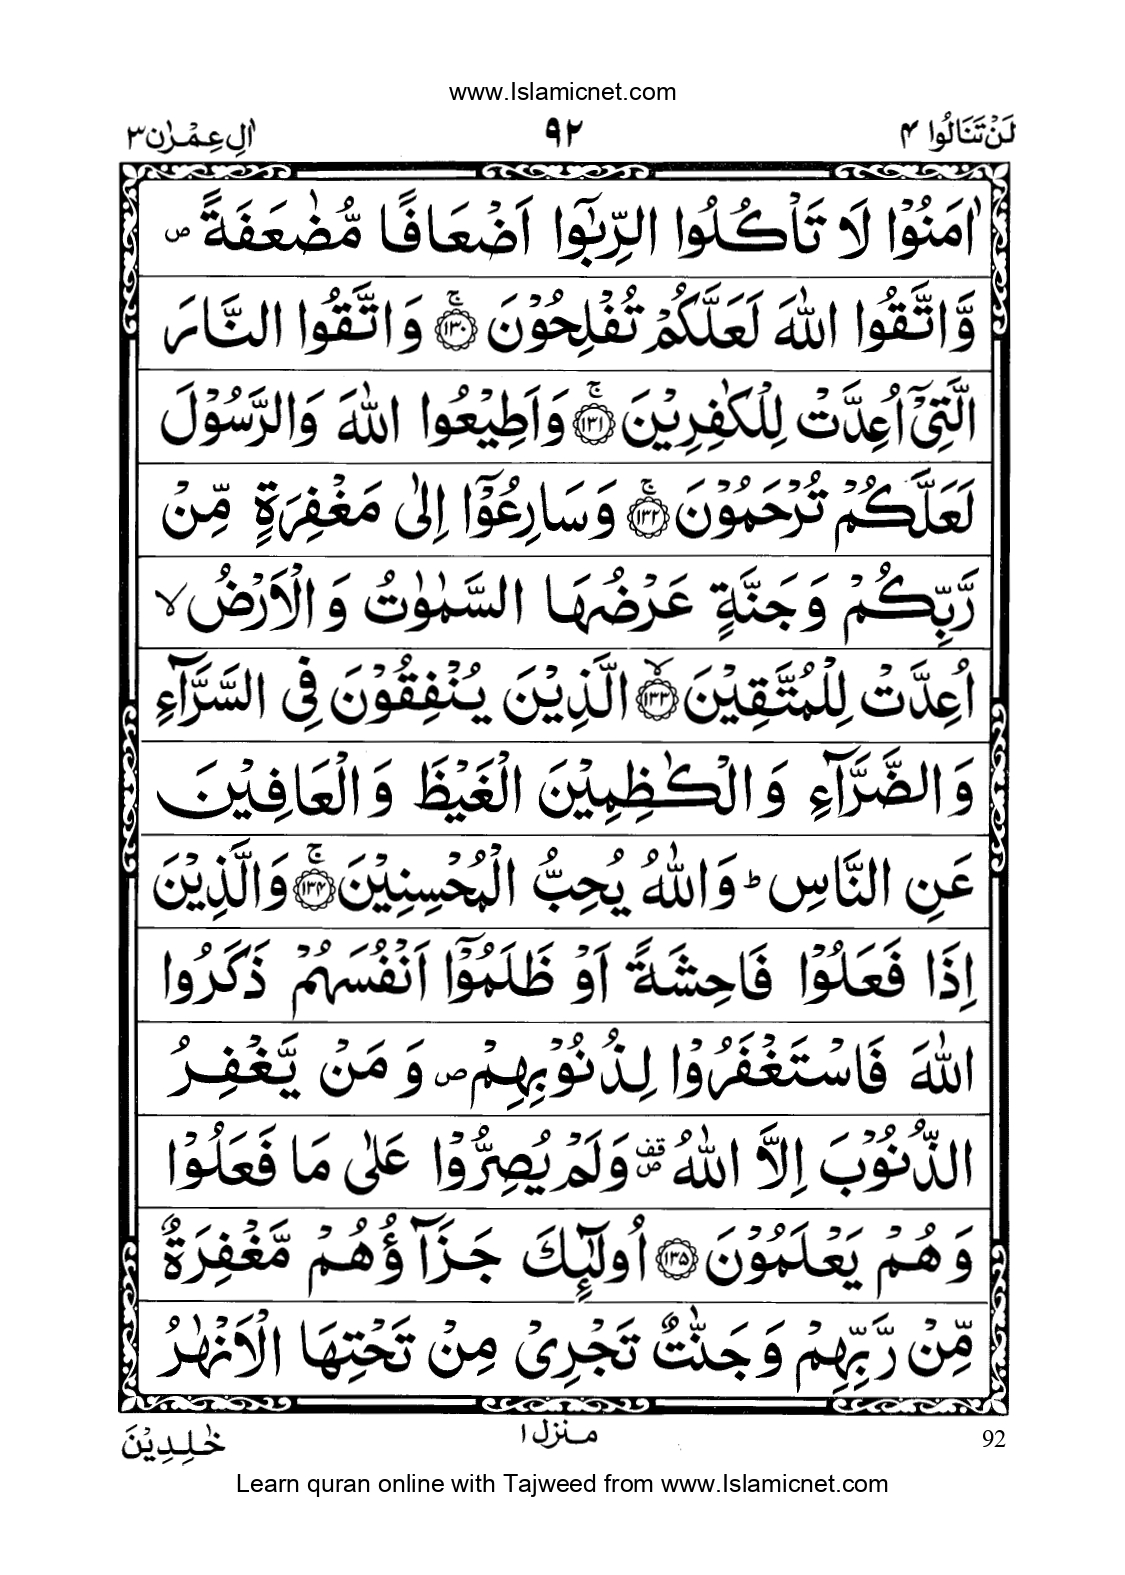 www.Islamicnet.com
لَنْ تَنَالُوا ۴ ۹۲ اٰلِ عِمْرٰن ۳
اٰمَنُوْا لَا تَاْكُلُوا الرِّبٰٓوا اَضْعَافًا مُّضٰعَفَةً ۪
وَّاتَّقُوا اللّٰهَ لَعَلَّكُمْ تُفْلِحُوْنَ ۚ ﴿۱۳۰﴾ وَاتَّقُوا النَّارَ
الَّتِیْۤ اُعِدَّتْ لِلْكٰفِرِیْنَ ۚ ﴿۱۳۱﴾ وَاَطِیْعُوا اللّٰهَ وَالرَّسُوْلَ
لَعَلَّكُمْ تُرْحَمُوْنَ ۚ ﴿۱۳۲﴾ وَسَارِعُوْۤا اِلٰی مَغْفِرَةٍ مِّنْ
رَّبِّكُمْ وَجَنَّةٍ عَرْضُهَا السَّمٰوٰتُ وَالْاَرْضُ ۙ
اُعِدَّتْ لِلْمُتَّقِیْنَ ۙ ﴿۱۳۳﴾ الَّذِیْنَ یُنْفِقُوْنَ فِی السَّرَّآءِ
وَالضَّرَّآءِ وَالْكٰظِمِیْنَ الْغَیْظَ وَالْعَافِیْنَ
عَنِ النَّاسِ ؕ وَاللّٰهُ یُحِبُّ الْمُحْسِنِیْنَ ۚ ﴿۱۳۴﴾ وَالَّذِیْنَ
اِذَا فَعَلُوْا فَاحِشَةً اَوْ ظَلَمُوْۤا اَنْفُسَهُمْ ذَكَرُوا
اللّٰهَ فَاسْتَغْفَرُوْا لِذُنُوْبِهِمْ ۪ وَمَنْ یَّغْفِرُ
الذُّنُوْبَ اِلَّا اللّٰهُ قف ۪ وَلَمْ یُصِرُّوْا عَلٰی مَا فَعَلُوْا
وَهُمْ یَعْلَمُوْنَ ﴿۱۳۵﴾ اُولٰٓئِكَ جَزَآؤُهُمْ مَّغْفِرَةٌ
مِّنْ رَّبِّهِمْ وَجَنّٰتٌ تَجْرِیْ مِنْ تَحْتِهَا الْاَنْهٰرُ
92 منزل ۱ خٰلِدِیْنَ
Learn quran online with Tajweed from www.Islamicnet.com